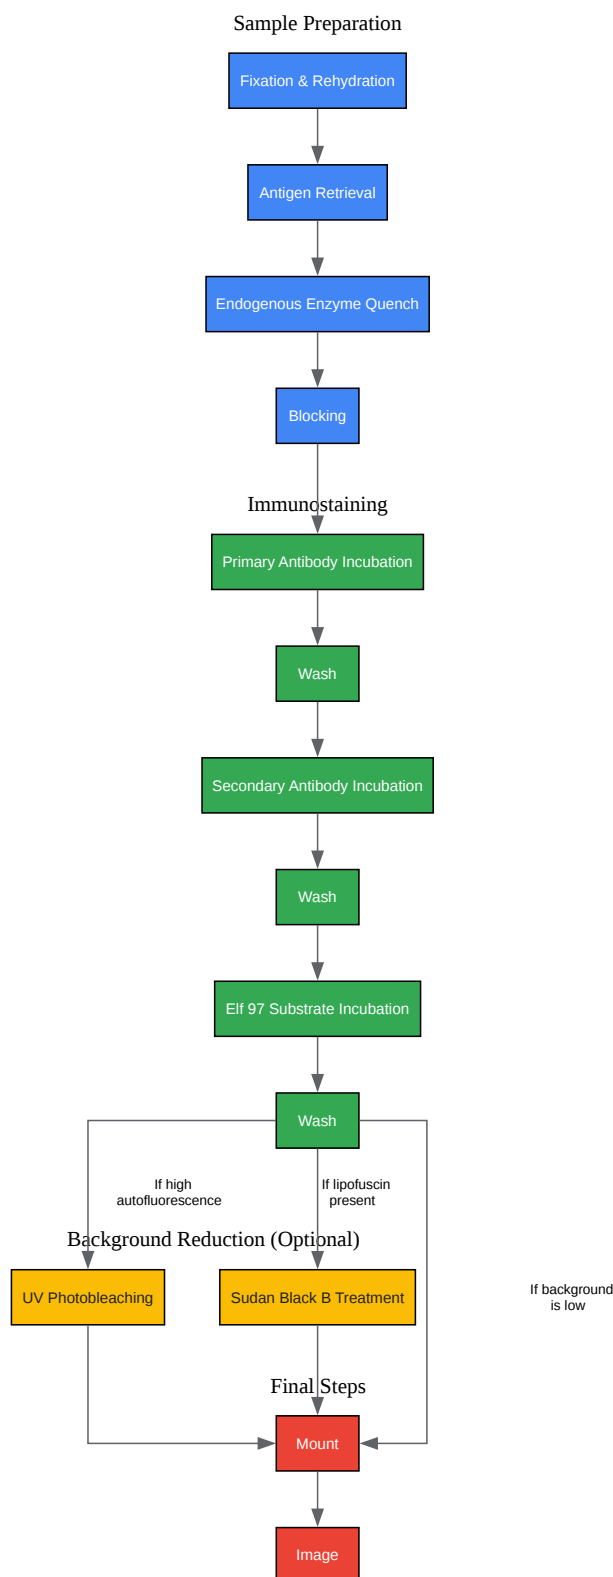 Sample Preparation
Fixation & Rehydration
Antigen Retrieval
Endogenous Enzyme Quench
Blocking
Immunostaining
Primary Antibody Incubation
Wash
Secondary Antibody Incubation
Wash
Elf 97 Substrate Incubation
Wash
If high
autofluorescence
If lipofuscin
present
Background Reduction (Optional)
If background
is low
UV Photobleaching
Sudan Black B Treatment
Final Steps
Mount
Image